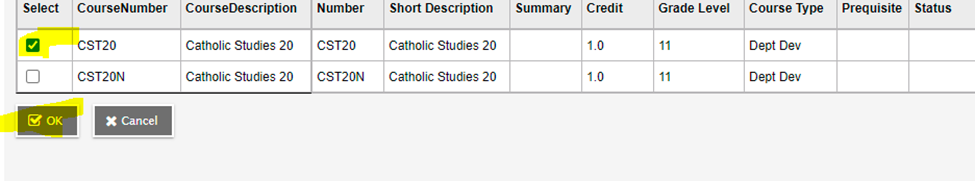 Select CourseNumber CourseDescription Number Short Description Summary Credit Grade Level Course Type Prequisite Status
CST20 Catholic Studies 20 CST20 Catholic Studies 20 1.0 11 Dept Dev
CST20N Catholic Studies 20 CST20N Catholic Studies 20 1.0 11 Dept Dev
OK Cancel